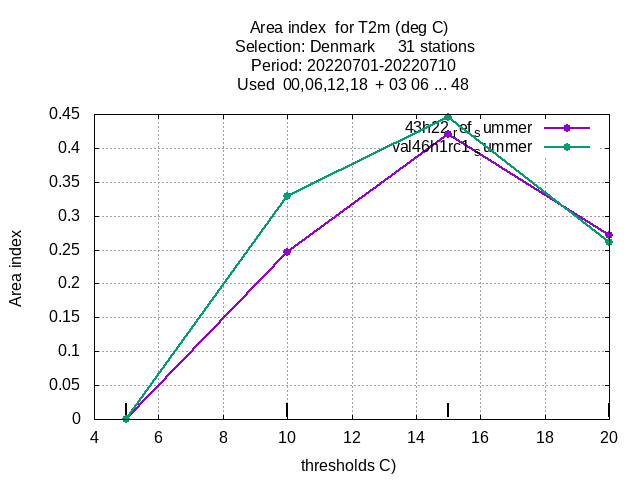 Area index for T2m (deg C)
Selection: Denmark 31 stations
Period: 20220701-20220710
Used 00,06,12,18 + 03 06 ... 48
0.45
0.4
0.35
0.3
0.25
0.2
0.15
0.1
0.05
0
4 6 8 10 12 14 16 18 20
Area index
thresholds C)
43h22_ref_summer
val46h1rc1_summer